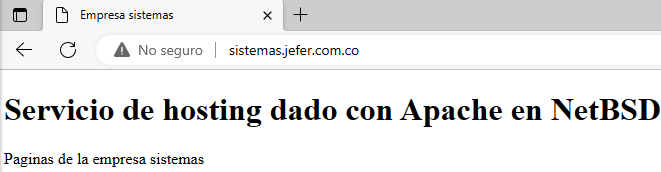 Empresa sistemas
No seguro
sistemas.jefer.com.co
Servicio de hosting dado con Apache en NetBSD
Paginas de la empresa sistemas